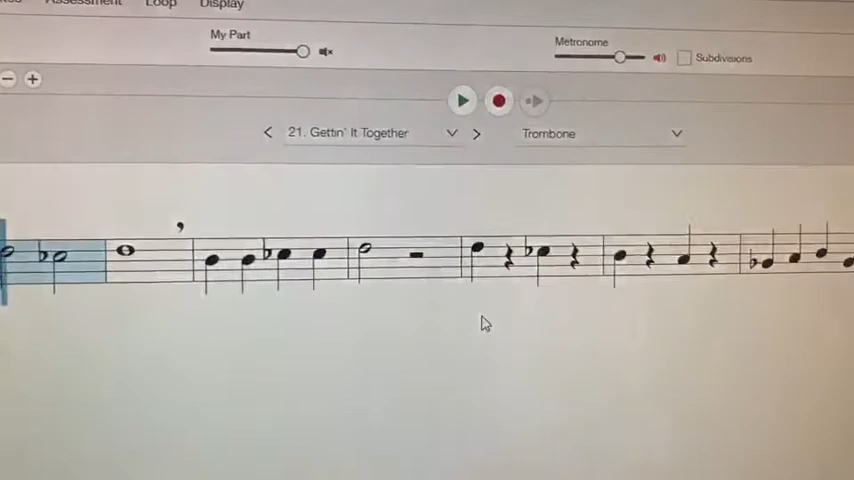 Assessment Loop Display
My Part
Metronome
Subdivisions
21. Gettin' It Together
Trombone